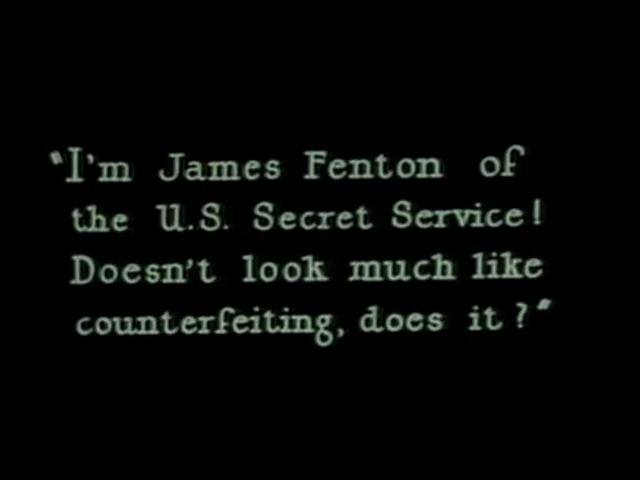 "I'm James Fenton of
the U.S. Secret Service!
Doesn't look much like
counterfeiting, does it?"